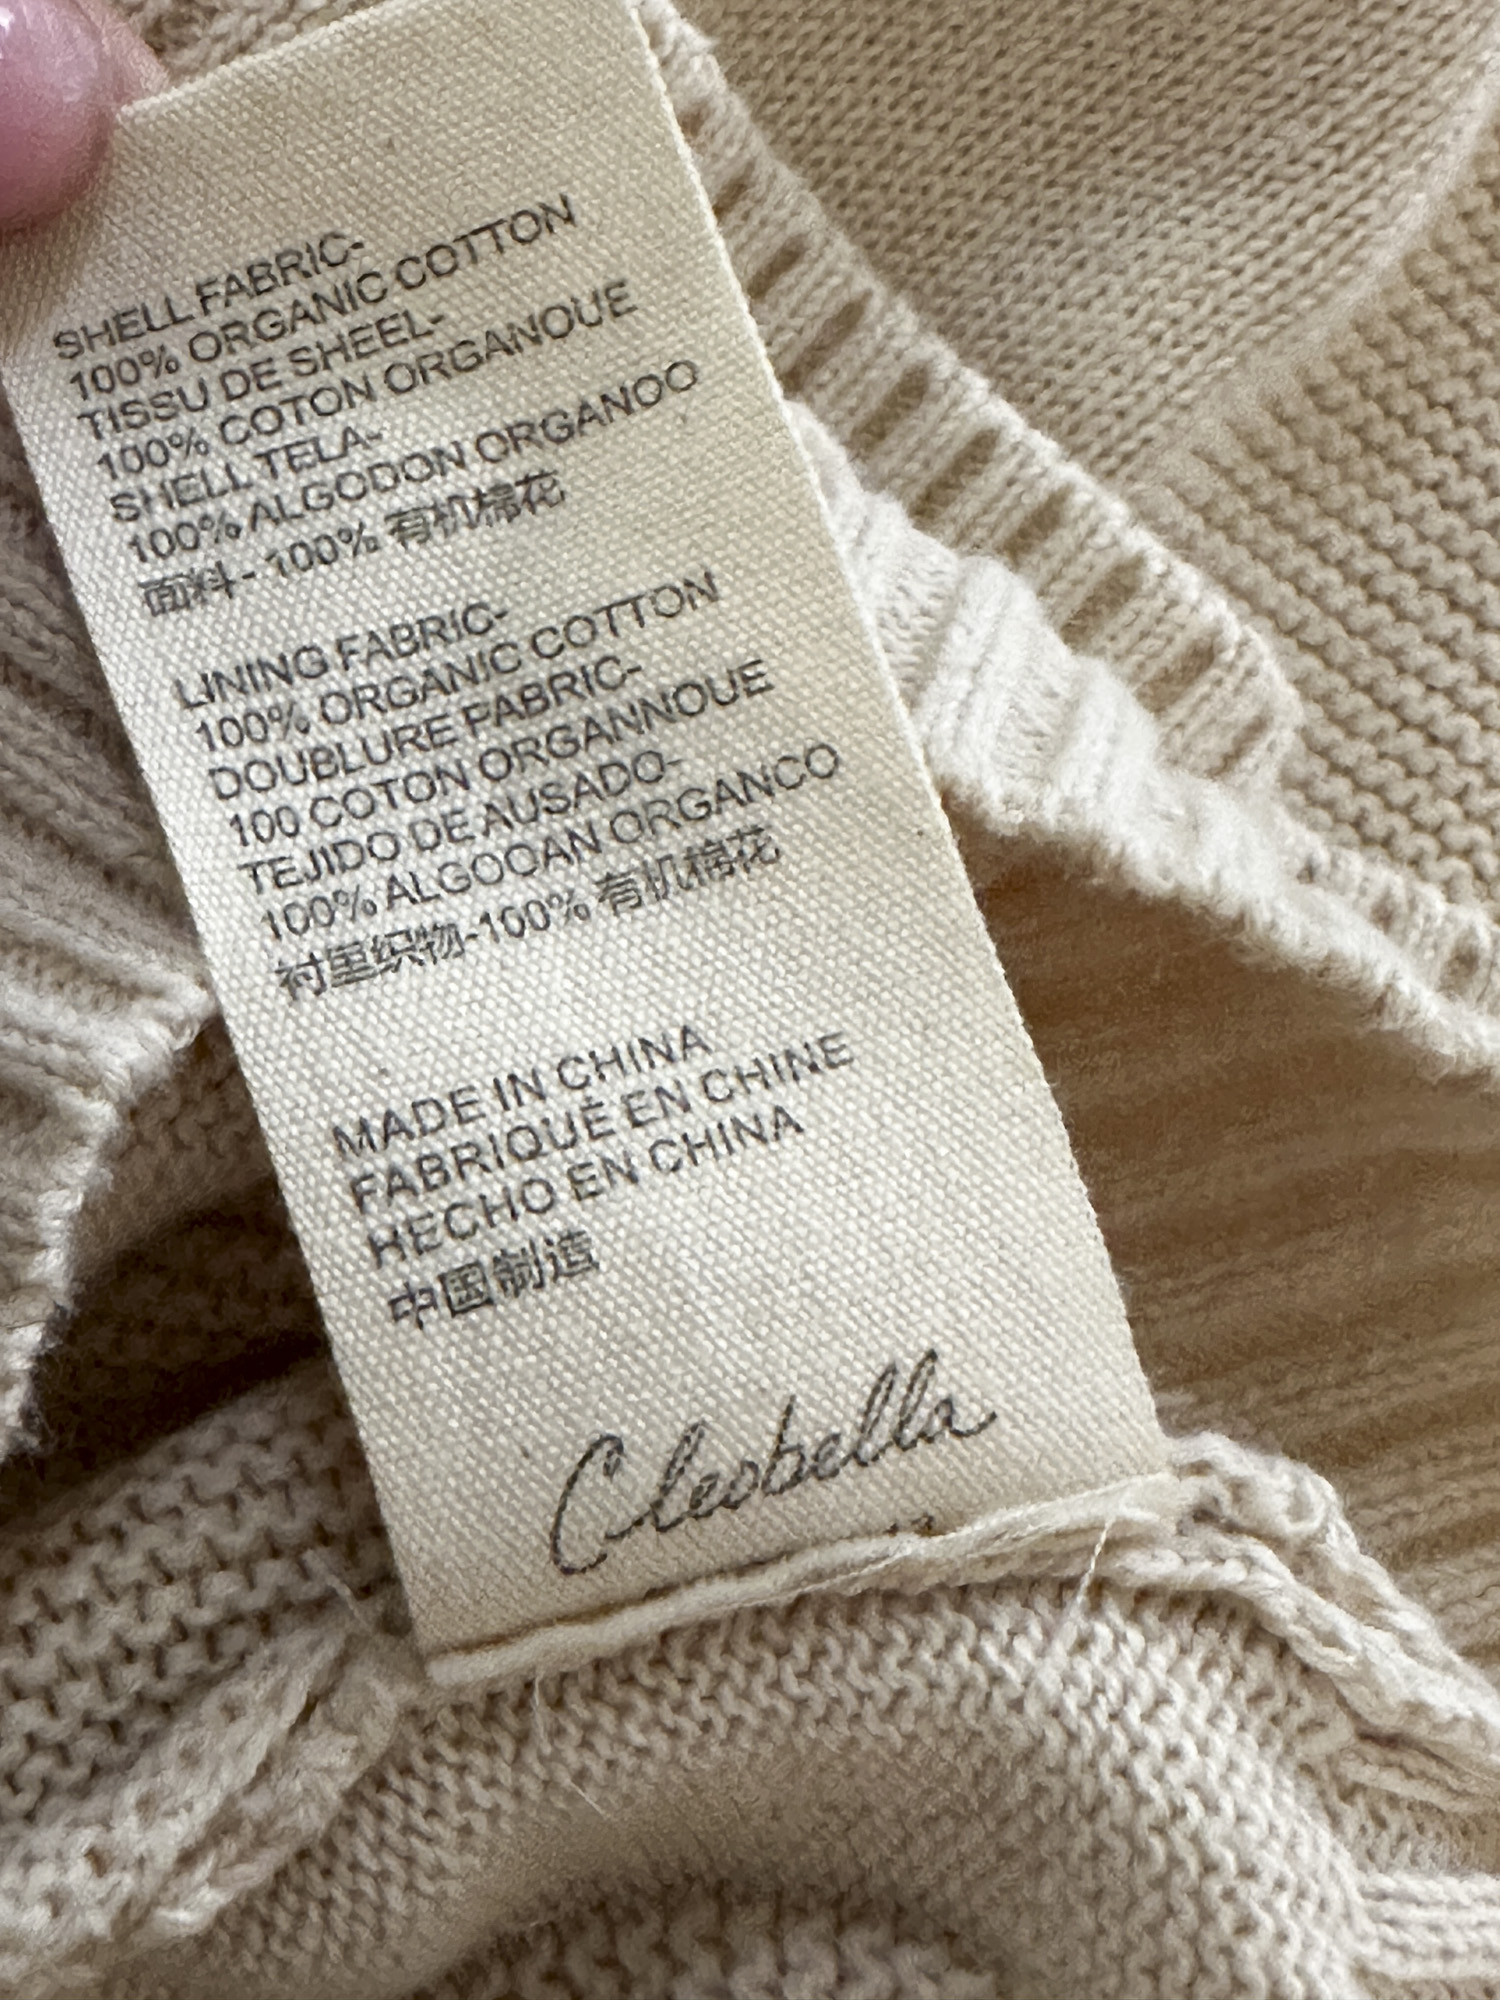 SHELL FABRIC-
100% ORGANIC COTTON
TISSU DE SHEEL-
100% COTON ORGANOUE
SHELL TELA-
100% ALGODON ORGANOO
面料- 100% 有机棉花
LINING FABRIC-
100% ORGANIC COTTON
DOUBLURE FABRIC-
100 COTON ORGANNOUE
TEJIDO DE AUSADO-
100% ALGOOAN ORGANCO
衬里织物-100% 有机棉花
MADE IN CHINA
FABRIQUÉ EN CHINE
HECHO EN CHINA
中国制造
Cleobella